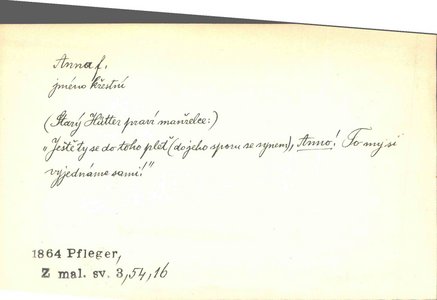 Anna f.
jméno křestní
(Starý Hütter praví manželce:)
„Ještě ty se do toho pleť (do jeho sporu se synem), Anno! To my si
vyjednáme sami!"
1864 Pfleger,
Z mal. sv. 3,54,16